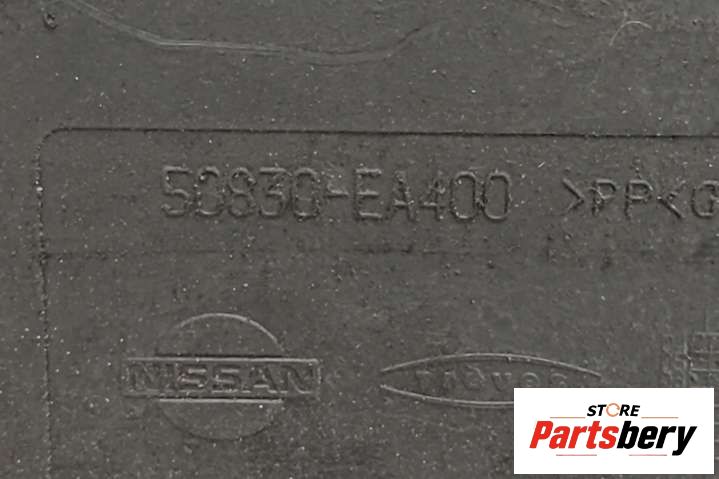 50830-EA400 >PP< G
NISSAN
STORE
Partsbery